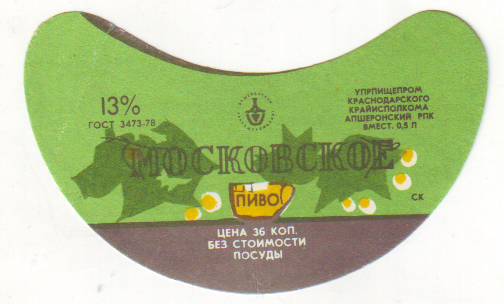 13%
ГОСТ 3473-78
УПРПИЩЕПРОМ
КРАСНОДАРСКОГО
КРАЙИСПОЛКОМА
АПШЕРОНСКИЙ РПК
ВМЕСТ. 0,5 Л
МОСКОВСКОЕ
ПИВО
СК
ЦЕНА 36 КОП.
БЕЗ СТОИМОСТИ
ПОСУДЫ